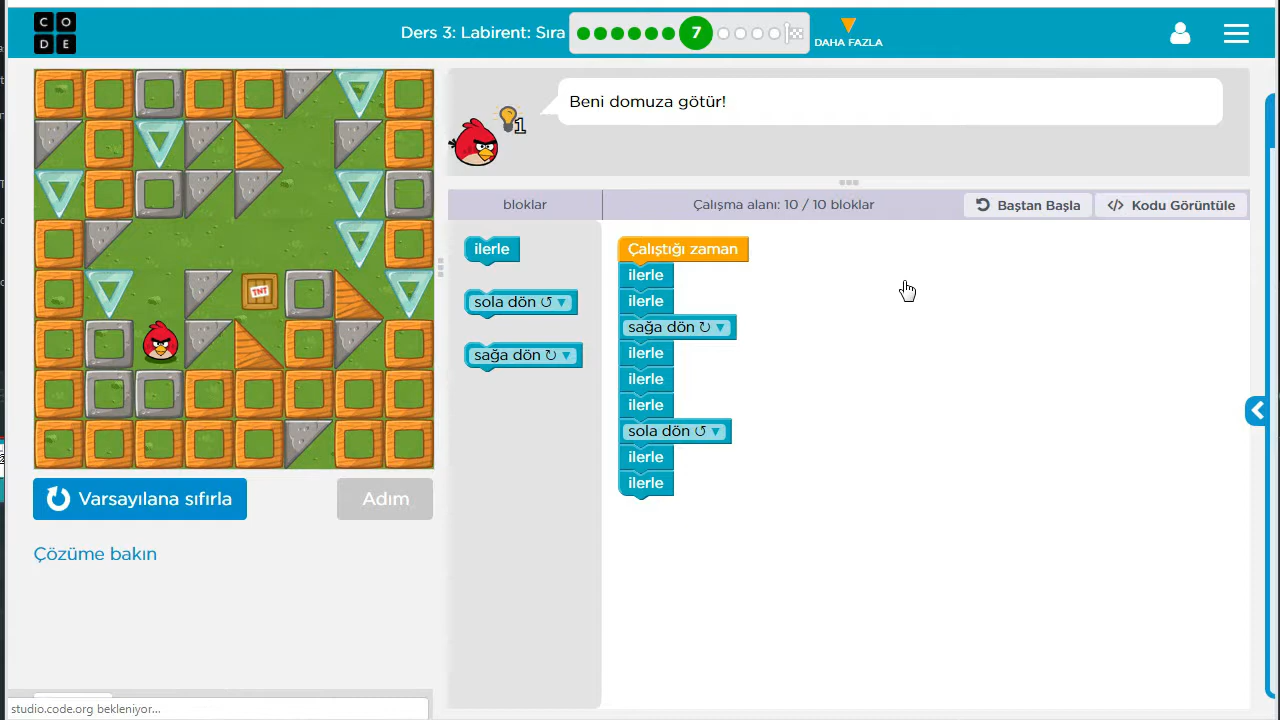 C O
D E
Ders 3: Labirent: Sıra
7
DAHA FAZLA
1
Beni domuza götür!
bloklar
Çalışma alanı: 10 / 10 bloklar
Baştan Başla
Kodu Görüntüle
ilerle
sola dön ↺ ▼
sağa dön ↻ ▼
Çalıştığı zaman
ilerle
ilerle
sağa dön ↻ ▼
ilerle
ilerle
ilerle
sola dön ↺ ▼
ilerle
ilerle
TNT
Varsayılana sıfırla
Adım
Çözüme bakın
studio.code.org bekleniyor...